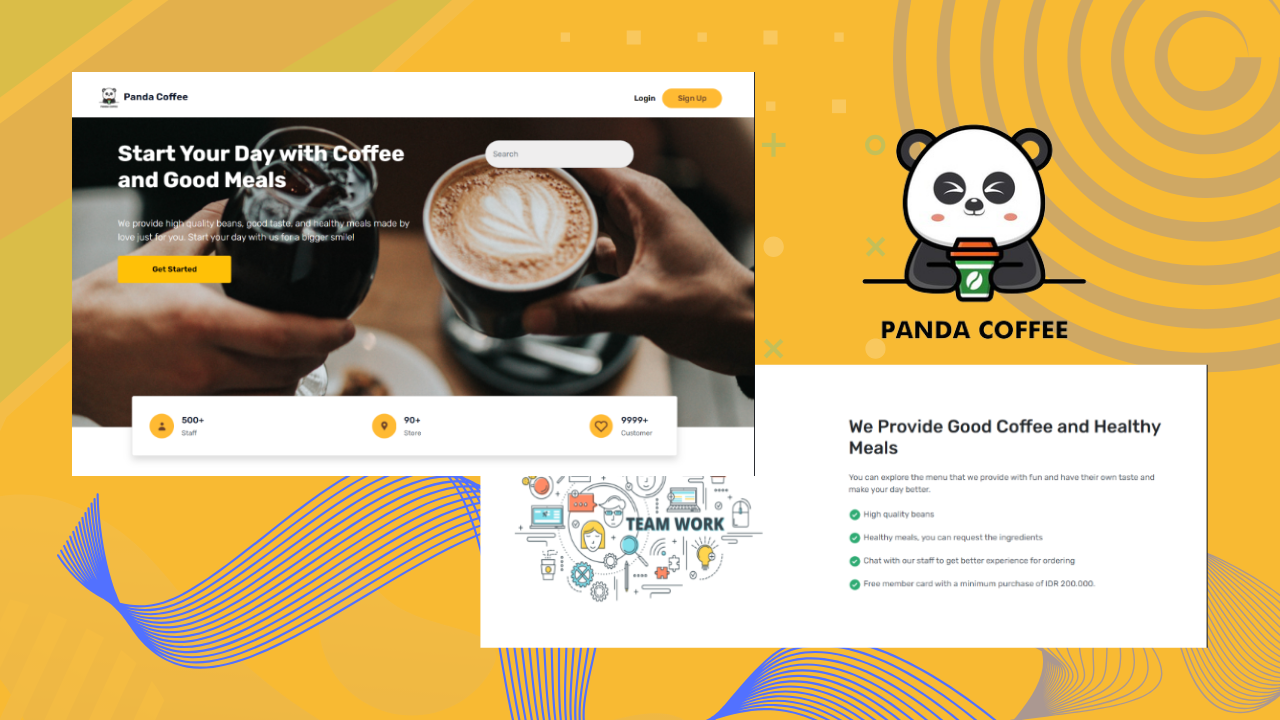 Panda Coffee
Login
Sign Up
Start Your Day with Coffee
and Good Meals
Search
We provide high quality beans, good taste, and healthy meals made by
love just for you. Start your day with us for a bigger smile!
Get Started
500+
Staff
90+
Store
9999+
Customer
PANDA COFFEE
We Provide Good Coffee and Healthy
Meals
You can explore the menu that we provide with fun and have their own taste and
make your day better.
High quality beans
Healthy meals, you can request the ingredients
Chat with our staff to get better experience for ordering
Free member card with a minimum purchase of IDR 200.000.
TEAM WORK